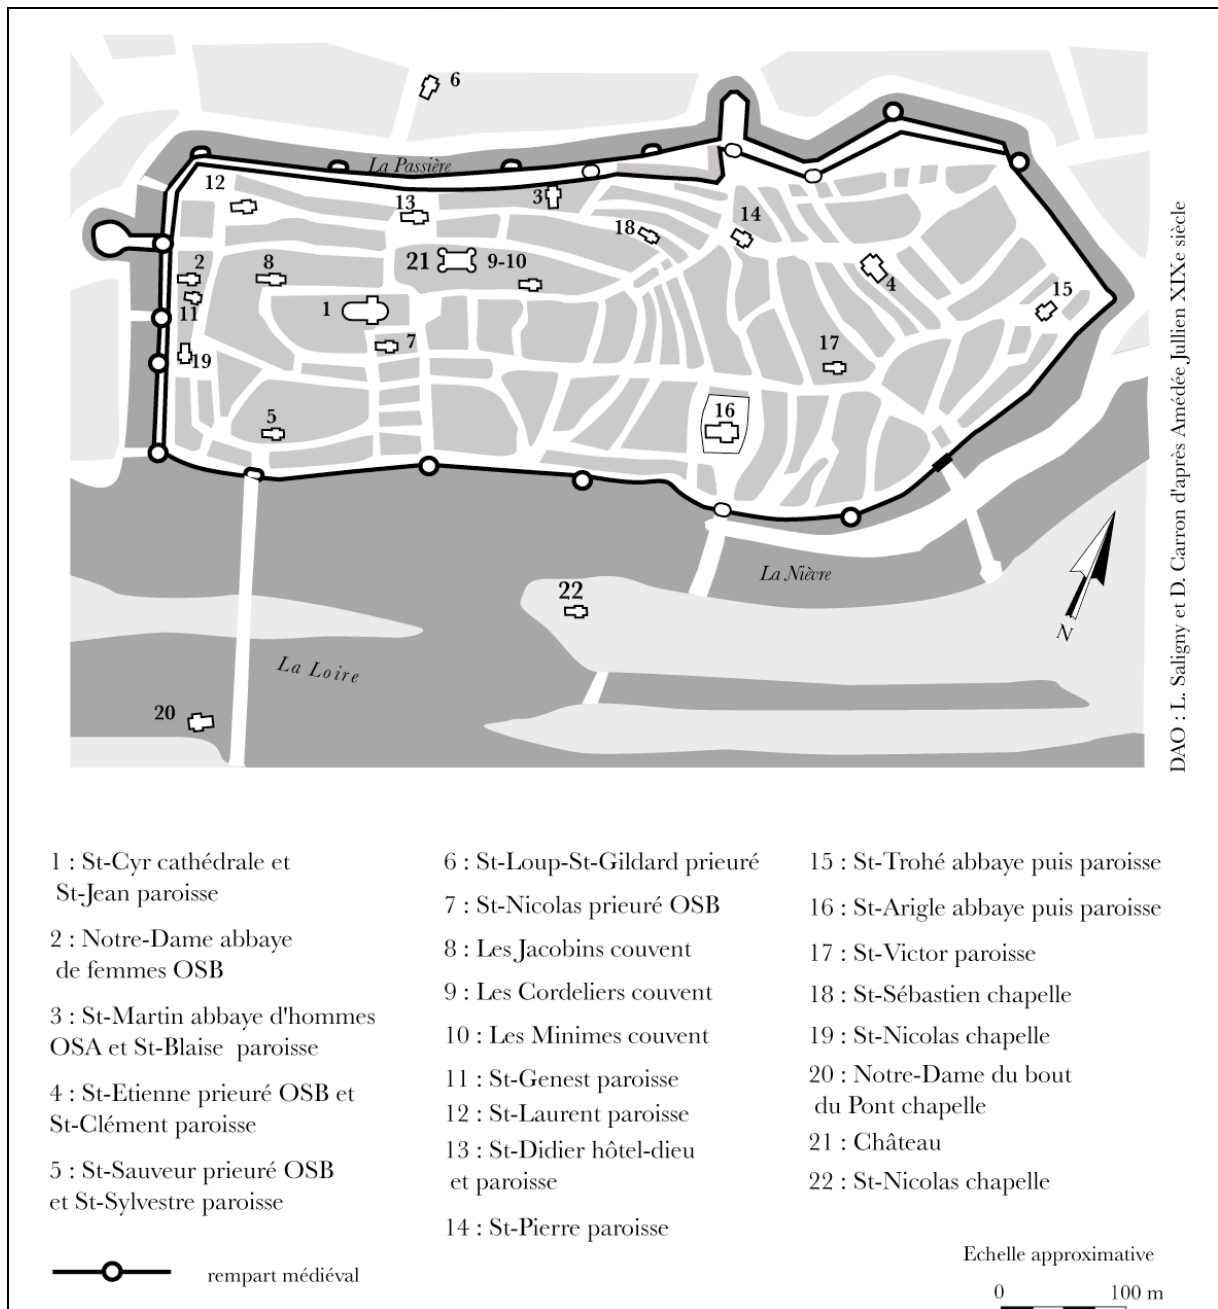 6
La Passière
12
13
3
18
14
2
8
21
9-10
4
1
11
15
7
19
17
5
16
La Nièvre
22
N
La Loire
20
DAO : L. Saligny et D. Carron d'après Amédée Jullien XIXe siècle
1 : St-Cyr cathédrale et
St-Jean paroisse
2 : Notre-Dame abbaye
de femmes OSB
3 : St-Martin abbaye d'hommes
OSA et St-Blaise paroisse
4 : St-Etienne prieuré OSB et
St-Clément paroisse
5 : St-Sauveur prieuré OSB
et St-Sylvestre paroisse
6 : St-Loup-St-Gildard prieuré
7 : St-Nicolas prieuré OSB
8 : Les Jacobins couvent
9 : Les Cordeliers couvent
10 : Les Minimes couvent
11 : St-Genest paroisse
12 : St-Laurent paroisse
13 : St-Didier hôtel-dieu
et paroisse
14 : St-Pierre paroisse
15 : St-Trohé abbaye puis paroisse
16 : St-Arigle abbaye puis paroisse
17 : St-Victor paroisse
18 : St-Sébastien chapelle
19 : St-Nicolas chapelle
20 : Notre-Dame du bout
du Pont chapelle
21 : Château
22 : St-Nicolas chapelle
rempart médiéval
Echelle approximative
0 100 m